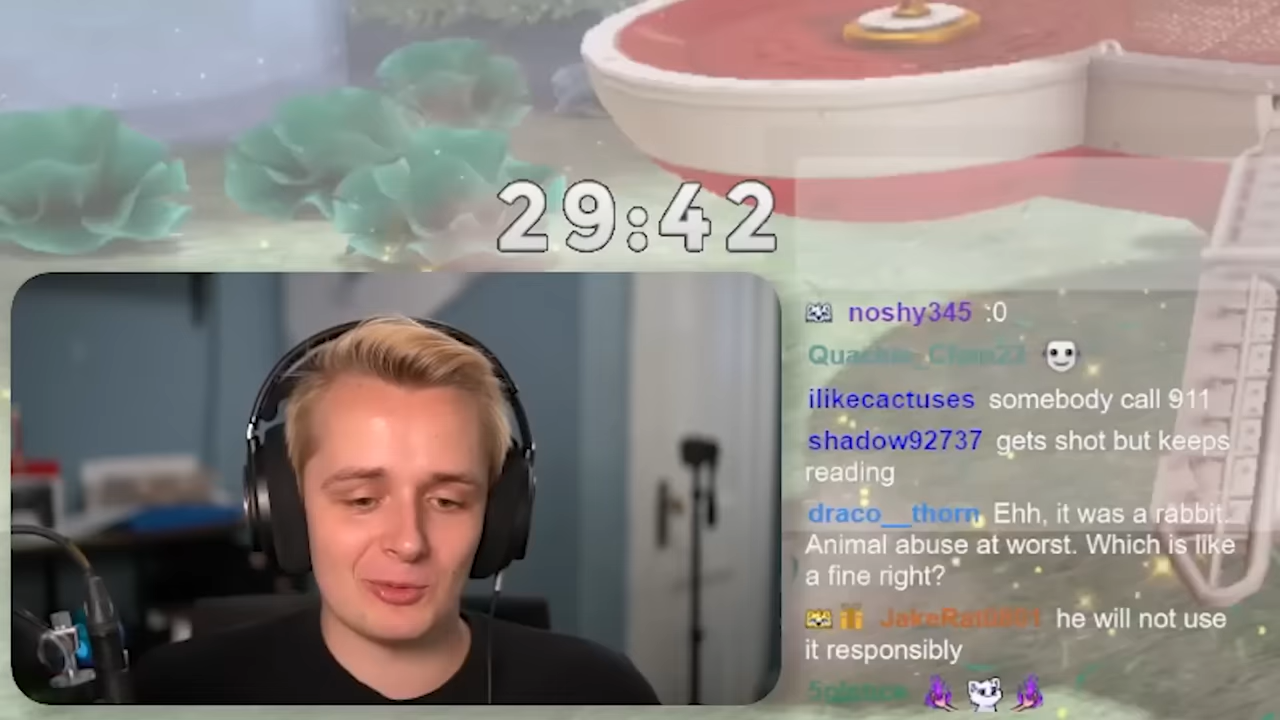 29:42
noshy345 :0
ilikecactuses somebody call 911
shadow92737 gets shot but keeps
reading
draco__thorn Ehh, it was a rabbit.
Animal abuse at worst. Which is like
a fine right?
he will not use
it responsibly